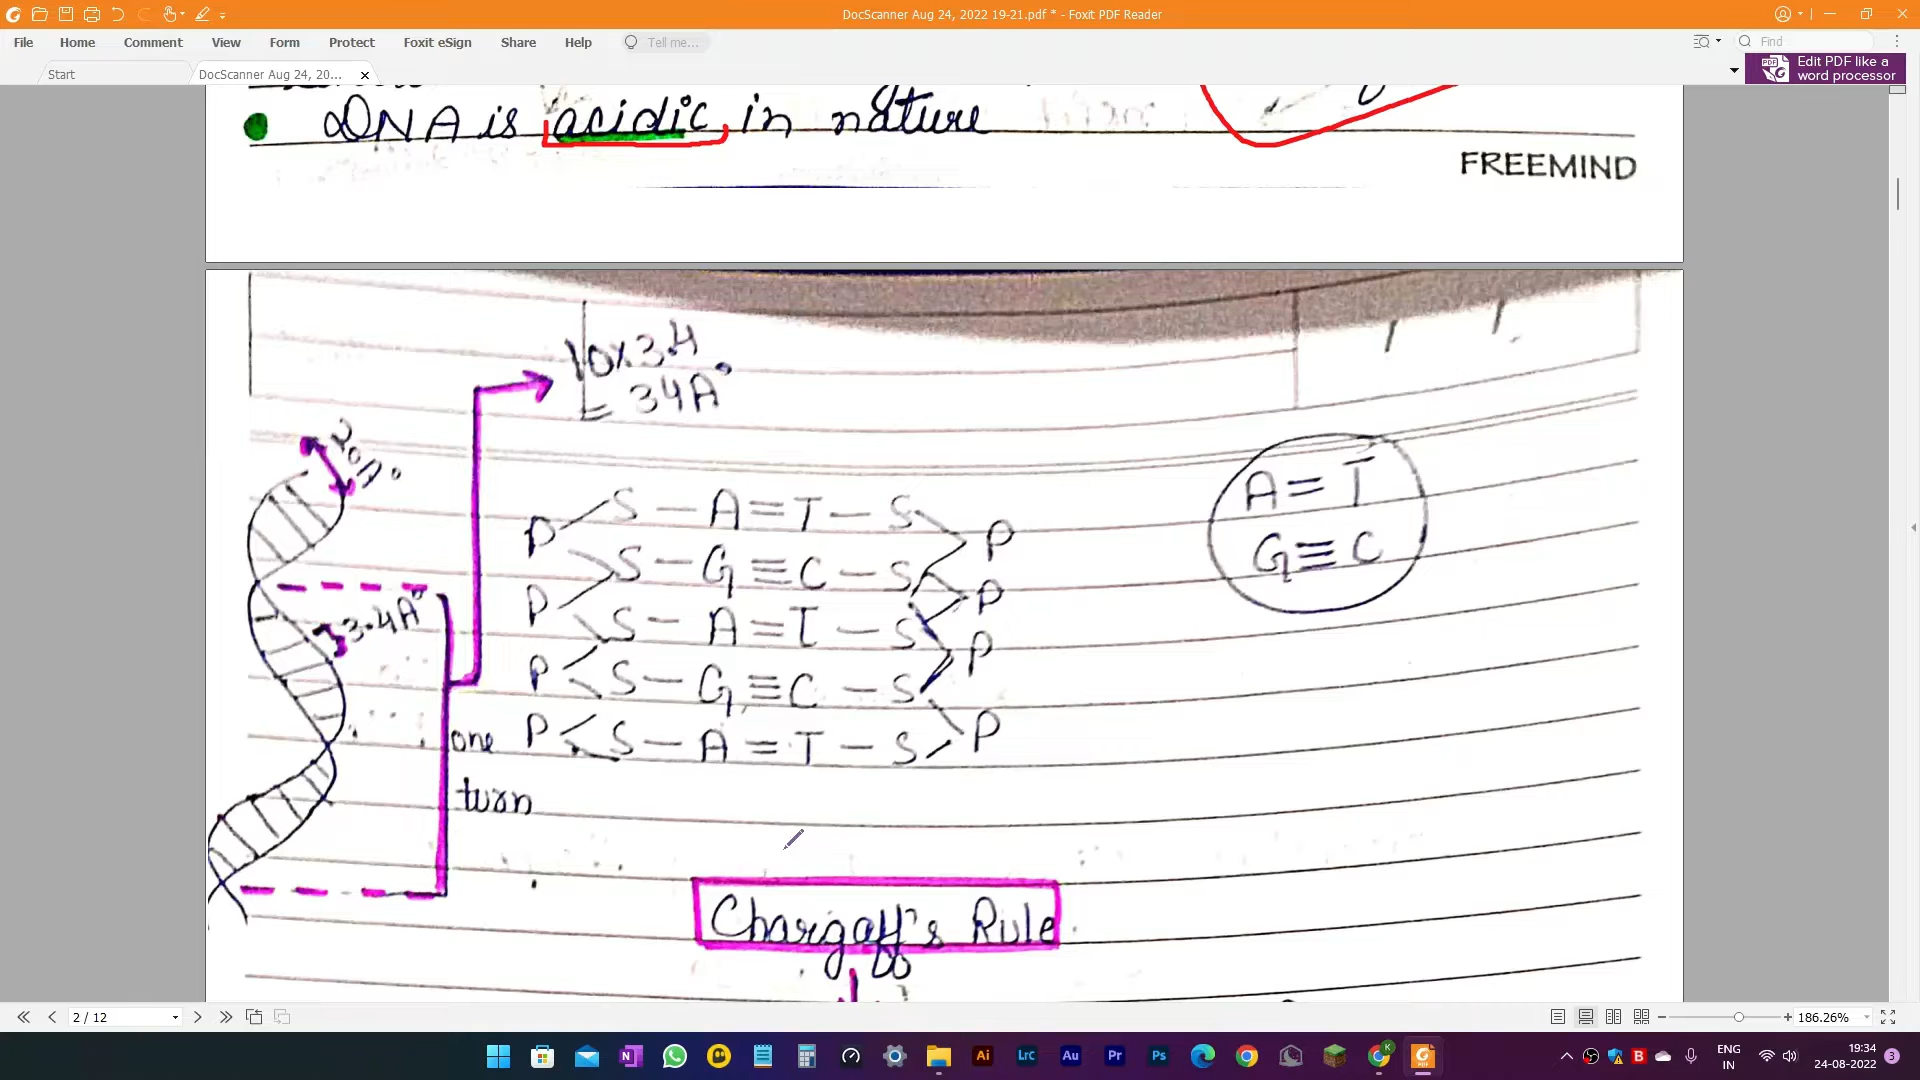 DocScanner Aug 24, 2022 19-21.pdf * - Foxit PDF Reader
File Home Comment View Form Protect Foxit eSign Share Help Tell me... Find
Start DocScanner Aug 24, 20... Edit PDF like a
word processor
DNA is acidic in nature
FREEMIND
10x3.4
= 34A°
20A°
A = T
G ≡ C
3.4A°
P S - A = T - S P
S - G ≡ C - S
P S - A = T - S P
P S - G ≡ C - S P
P S - A = T - S P
one
turn
Chargaff's Rule
2 / 12 186.26%
ENG
IN
19:34
24-08-2022
3